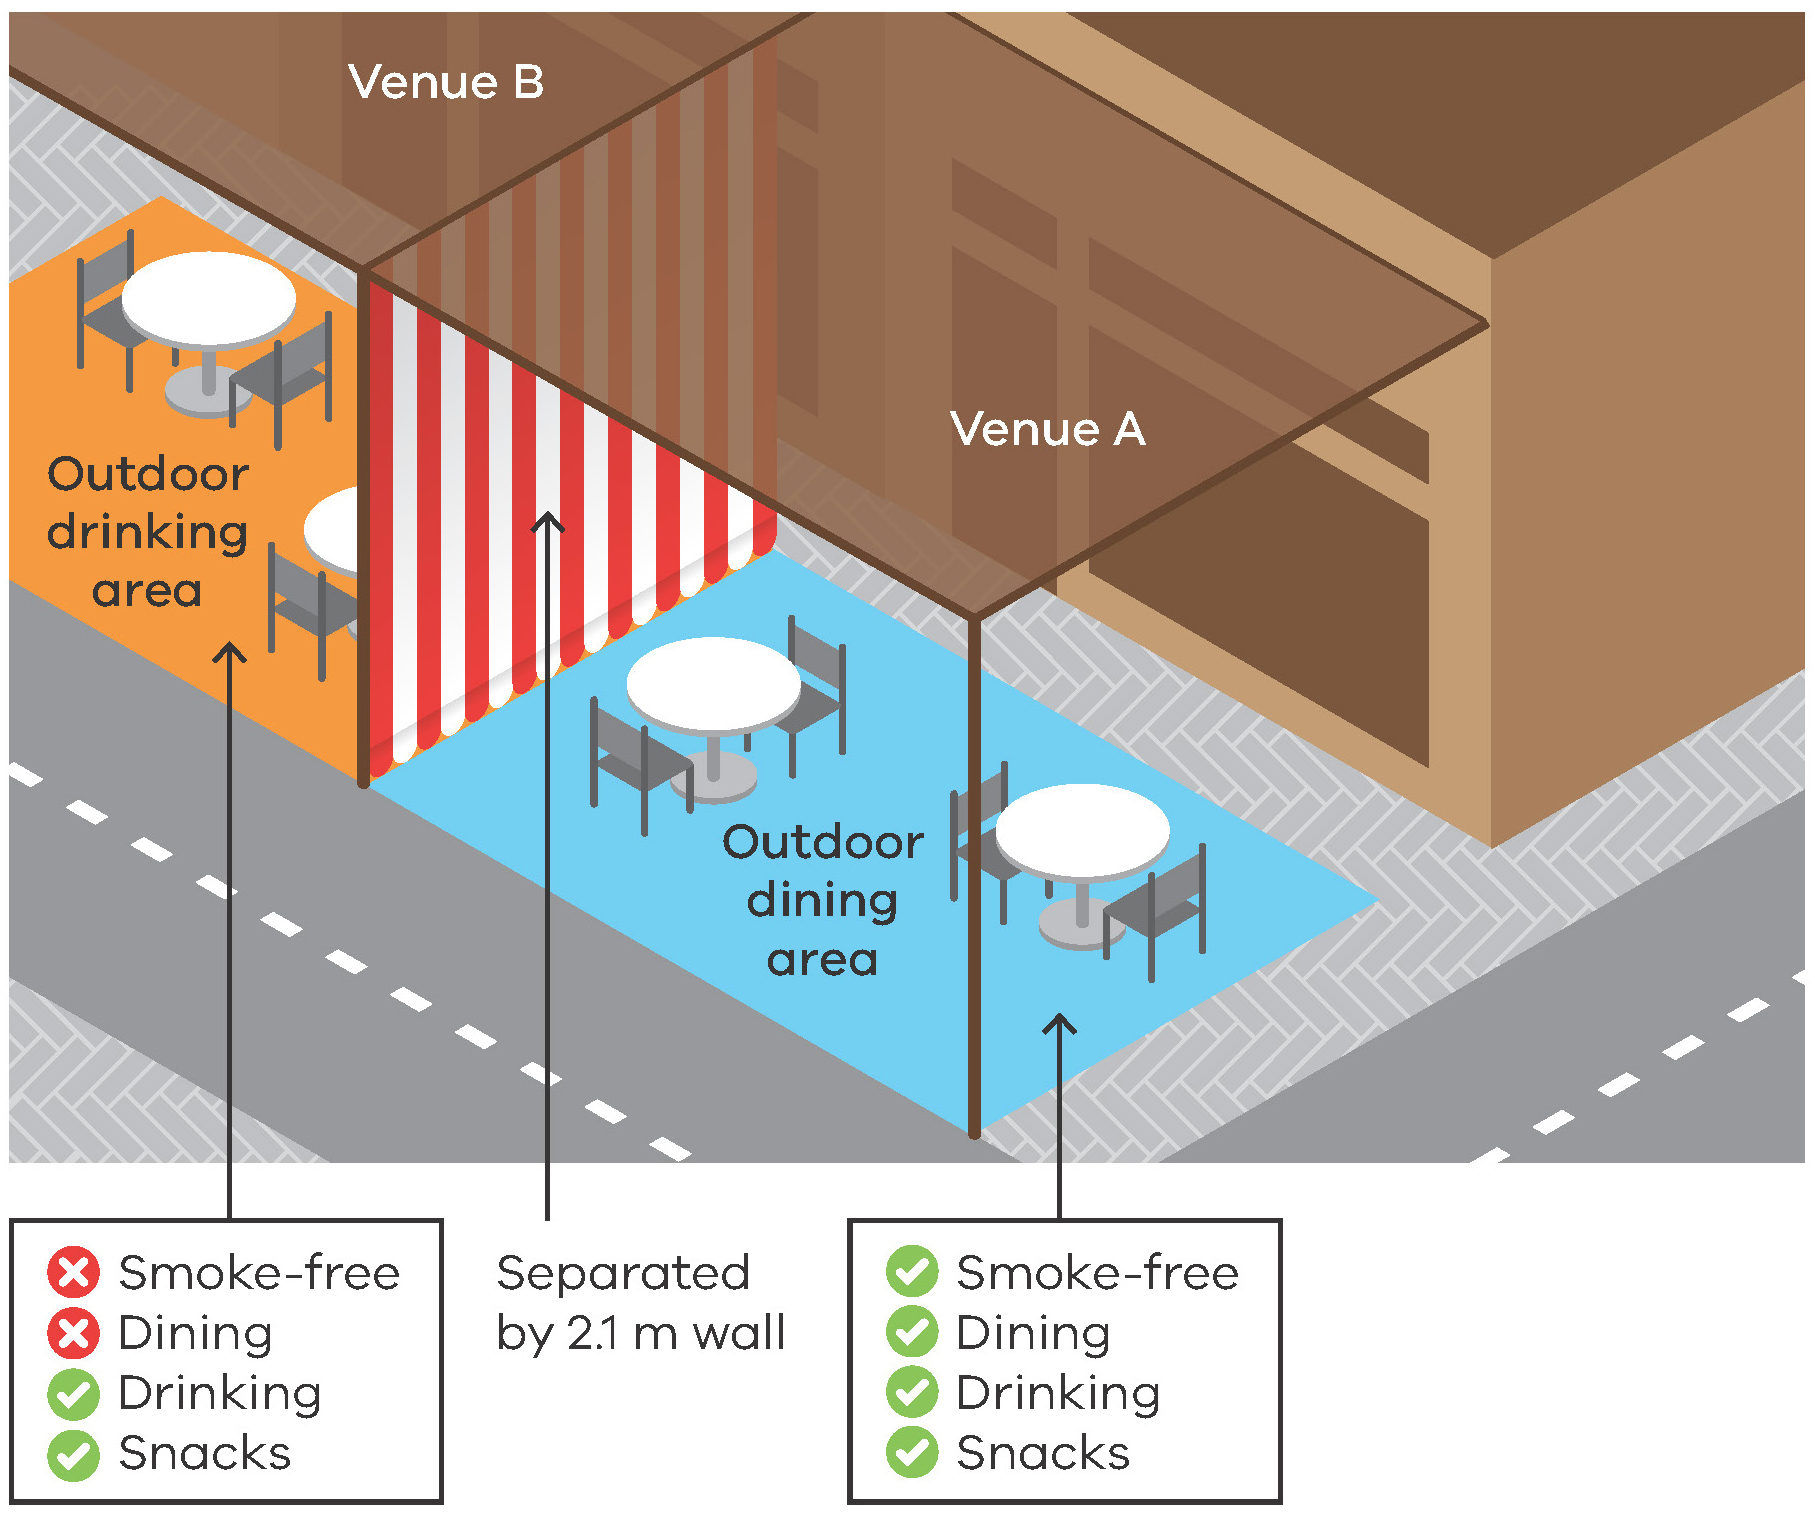 Venue B
Venue A
Outdoor
drinking
area
Outdoor
dining
area
Smoke-free
Dining
Drinking
Snacks
Separated
by 2.1 m wall
Smoke-free
Dining
Drinking
Snacks